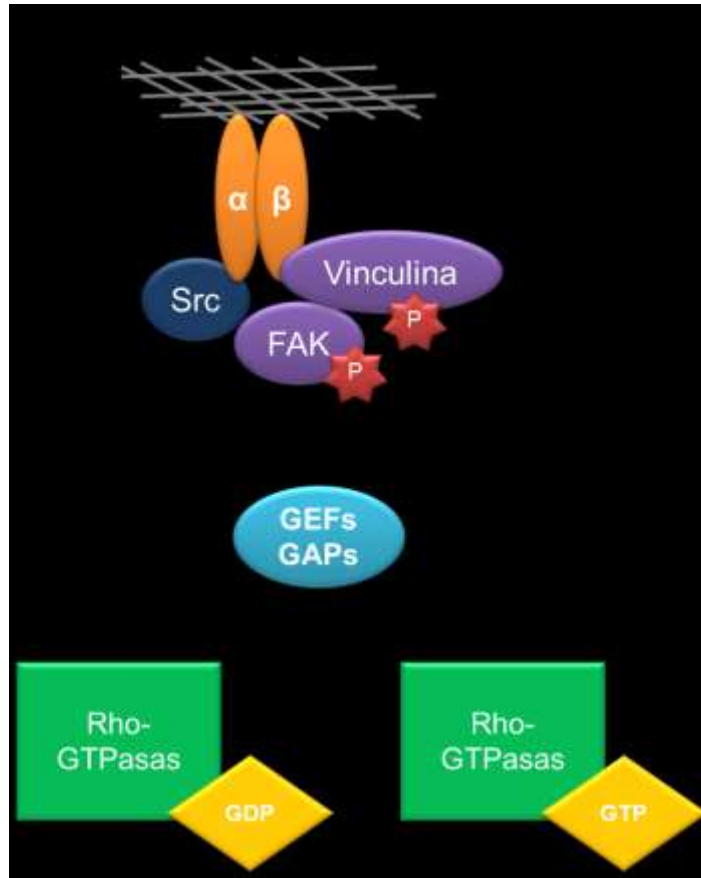 α β
Vinculina
Src
P
FAK
P
GEFs
GAPs
Rho-
GTPasas
GDP
Rho-
GTPasas
GTP